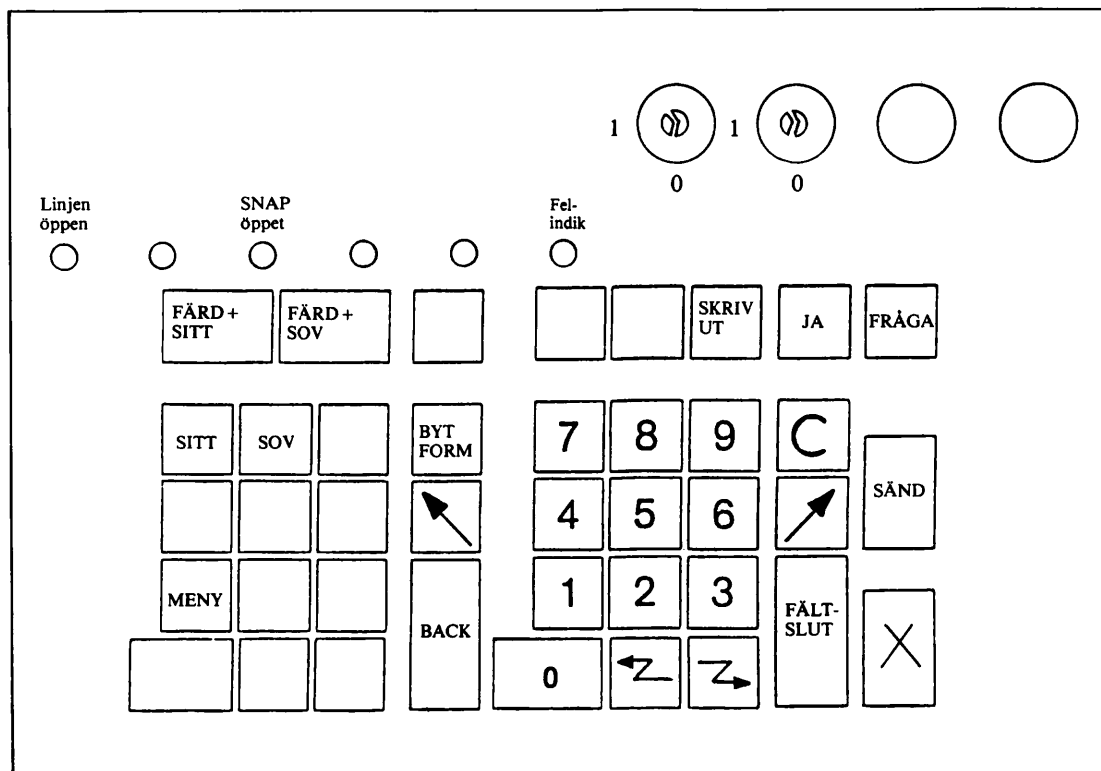 1
1
0
0
Linjen
öppen
SNAP
öppet
Fel-
indik
FÄRD +
SITT
FÄRD +
SOV
SKRIV
UT
JA
FRÅGA
SITT
SOV
BYT
FORM
7
8
9
C
SÄND
4
5
6
MENY
BACK
1
2
3
FÄLT-
SLUT
X
0